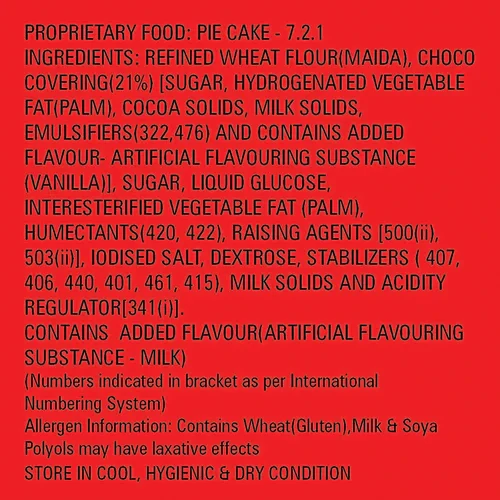 PROPRIETARY FOOD: PIE CAKE - 7.2.1
INGREDIENTS: REFINED WHEAT FLOUR(MAIDA), CHOCO
COVERING(21%) [SUGAR, HYDROGENATED VEGETABLE
FAT(PALM), COCOA SOLIDS, MILK SOLIDS,
EMULSIFIERS(322,476) AND CONTAINS ADDED
FLAVOUR- ARTIFICIAL FLAVOURING SUBSTANCE
(VANILLA)], SUGAR, LIQUID GLUCOSE,
INTERESTERIFIED VEGETABLE FAT (PALM),
HUMECTANTS(420, 422), RAISING AGENTS [500(ii),
503(ii)], IODISED SALT, DEXTROSE, STABILIZERS ( 407,
406, 440, 401, 461, 415), MILK SOLIDS AND ACIDITY
REGULATOR[341(i)].
CONTAINS ADDED FLAVOUR(ARTIFICIAL FLAVOURING
SUBSTANCE - MILK)
(Numbers indicated in bracket as per International
Numbering System)
Allergen Information: Contains Wheat(Gluten),Milk & Soya
Polyols may have laxative effects
STORE IN COOL, HYGIENIC & DRY CONDITION